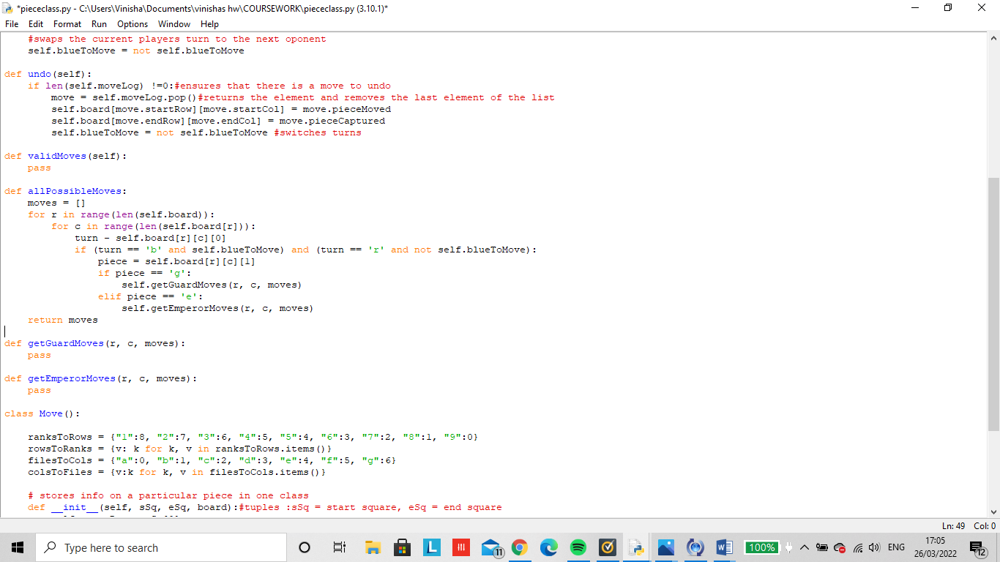 *piececlass.py - C:\Users\Vinisha\Documents\vinishas hw\COURSEWORK\piececlass.py (3.10.1)*
File Edit Format Run Options Window Help
#swaps the current players turn to the next oponent
self.blueToMove = not self.blueToMove
def undo(self):
if len(self.moveLog) !=0:#ensures that there is a move to undo
move = self.moveLog.pop()#returns the element and removes the last element of the list
self.board[move.startRow][move.startCol] = move.pieceMoved
self.board[move.endRow][move.endCol] = move.pieceCaptured
self.blueToMove = not self.blueToMove #switches turns
def validMoves(self):
pass
def allPossibleMoves:
moves = []
for r in range(len(self.board)):
for c in range(len(self.board[r])):
turn - self.board[r][c][0]
if (turn == 'b' and self.blueToMove) and (turn == 'r' and not self.blueToMove):
piece = self.board[r][c][1]
if piece == 'g':
self.getGuardMoves(r, c, moves)
elif piece == 'e':
self.getEmperorMoves(r, c, moves)
return moves
def getGuardMoves(r, c, moves):
pass
def getEmperorMoves(r, c, moves):
pass
class Move():
ranksToRows = {"1":8, "2":7, "3":6, "4":5, "5":4, "6":3, "7":2, "8":1, "9":0}
rowsToRanks = {v: k for k, v in ranksToRows.items()}
filesToCols = {"a":0, "b":1, "c":2, "d":3, "e":4, "f":5, "g":6}
colsToFiles = {v:k for k, v in filesToCols.items()}
# stores info on a particular piece in one class
def __init__(self, sSq, eSq, board):#tuples :sSq = start square, eSq = end square
Ln: 49 Col: 0
Type here to search
L
11
100%
ENG
17:05
26/03/2022
12